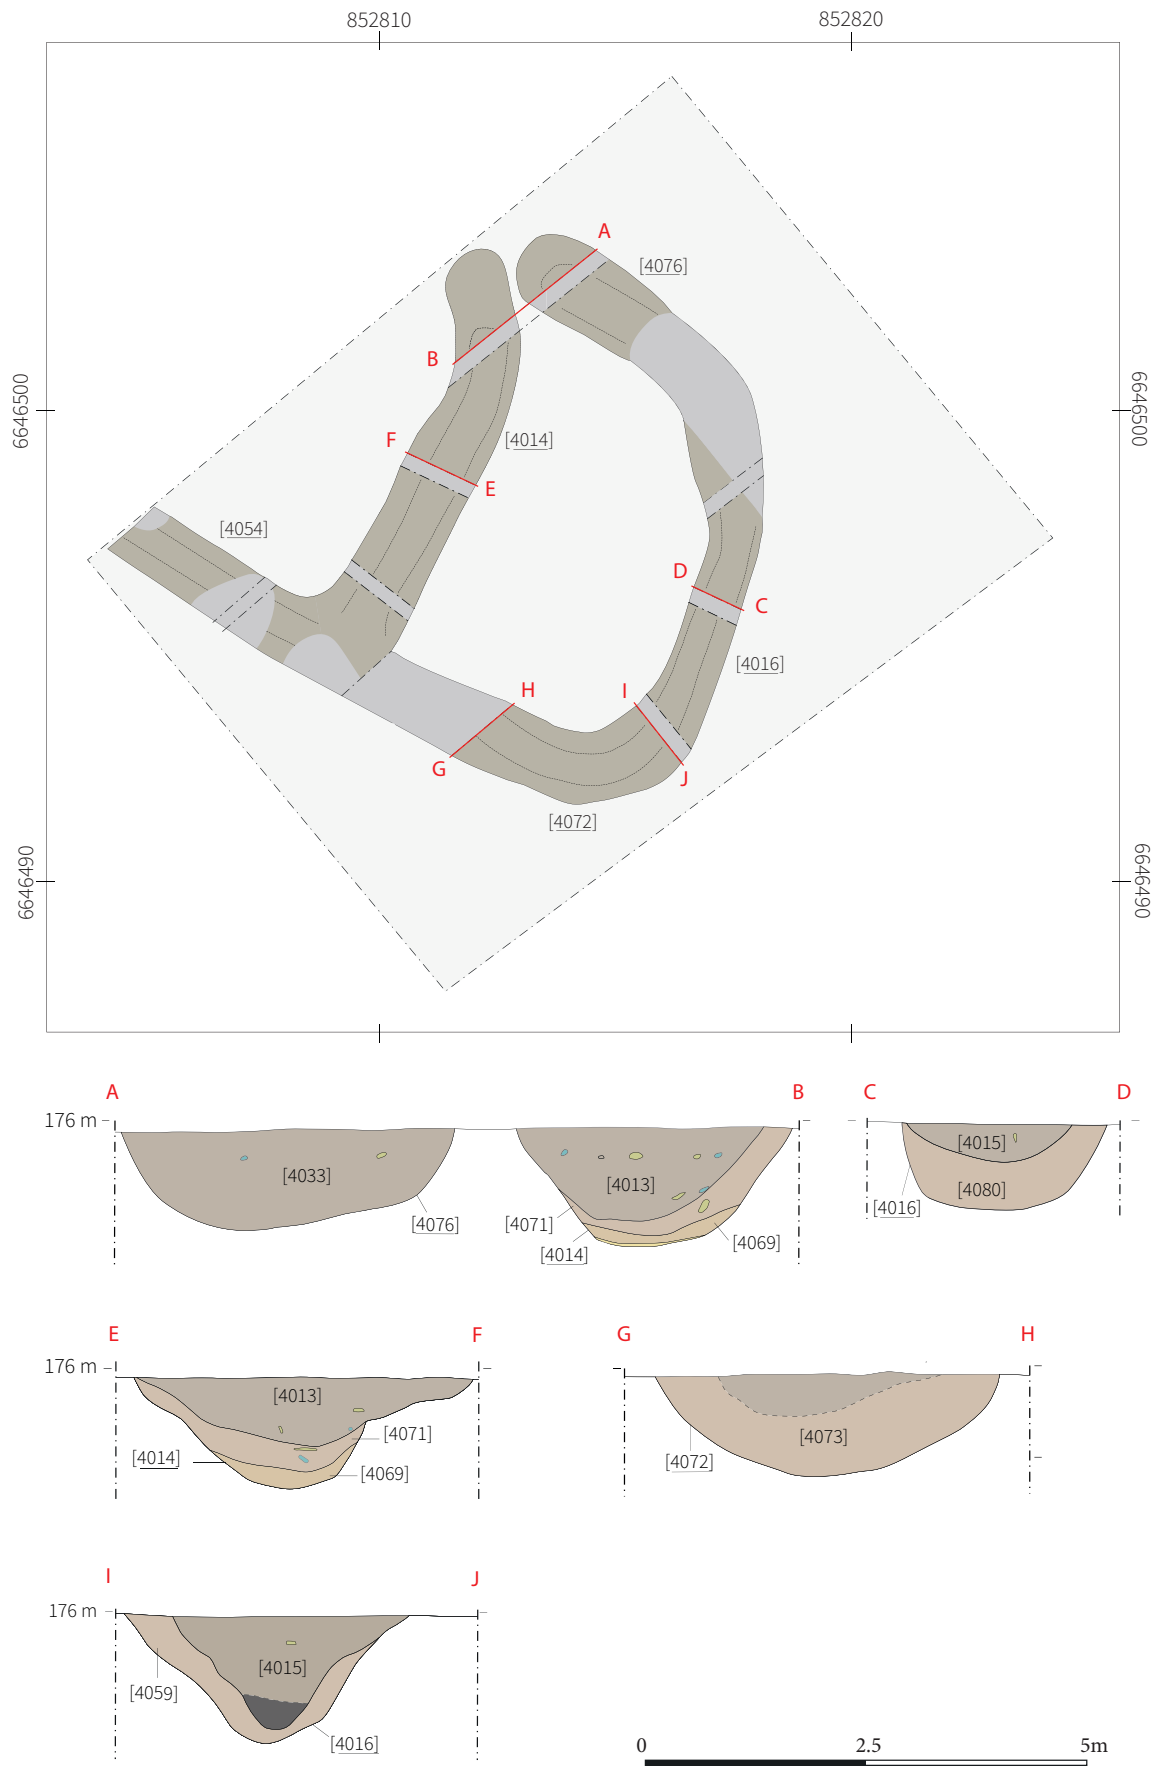 852810 852820
A
[4076]
B
6646500 6646500
F [4014]
E
[4054]
D
C
[4016]
H I
G J
[4072]
6646490 6646490
A B C D
176 m
[4033] [4013] [4015]
[4080]
[4076] [4071] [4016]
[4014] [4069]
E F G H
176 m
[4013]
[4071] [4073]
[4014] [4069] [4072]
I J
176 m
[4015]
[4059]
[4016]
0 2.5 5m